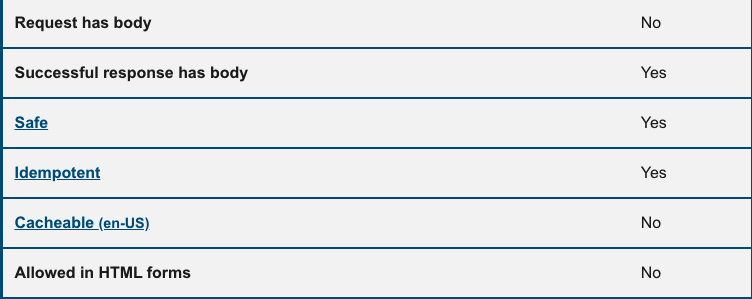 Request has body No
Successful response has body Yes
Safe Yes
Idempotent Yes
Cacheable (en-US) No
Allowed in HTML forms No